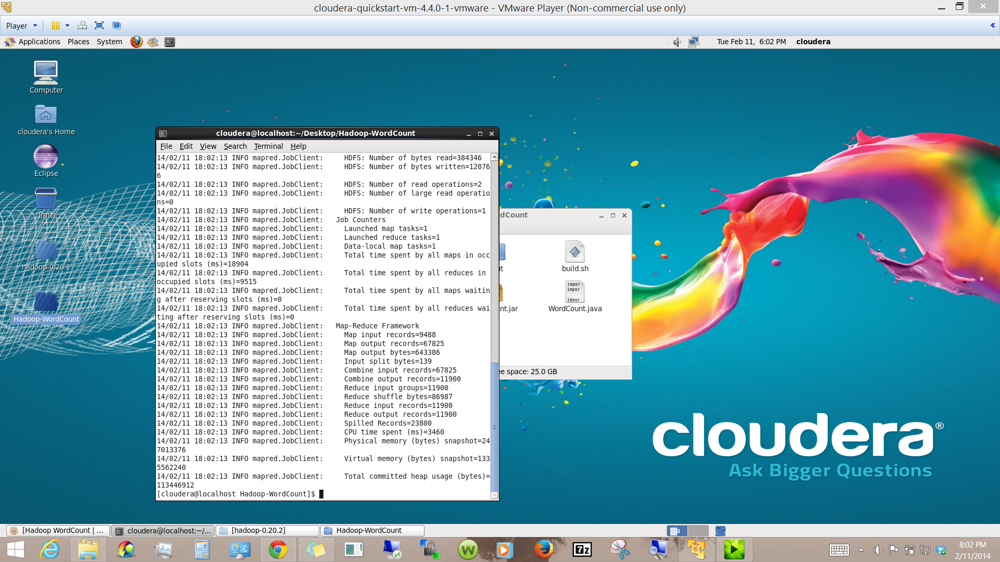 cloudera-quickstart-vm-4.4.0-1-vmware - VMware Player (Non-commercial use only)
Player
Applications Places System
Tue Feb 11, 6:02 PM cloudera
Computer
cloudera's Home
Eclipse
Trash
hadoop-0.20.2
Hadoop-WordCount
cloudera@localhost:~/Desktop/Hadoop-WordCount
File Edit View Search Terminal Help
14/02/11 18:02:13 INFO mapred.JobClient:     HDFS: Number of bytes read=384346
14/02/11 18:02:13 INFO mapred.JobClient:     HDFS: Number of bytes written=12076
6
14/02/11 18:02:13 INFO mapred.JobClient:     HDFS: Number of read operations=2
14/02/11 18:02:13 INFO mapred.JobClient:     HDFS: Number of large read operatio
ns=0
14/02/11 18:02:13 INFO mapred.JobClient:     HDFS: Number of write operations=1
14/02/11 18:02:13 INFO mapred.JobClient:   Job Counters
14/02/11 18:02:13 INFO mapred.JobClient:     Launched map tasks=1
14/02/11 18:02:13 INFO mapred.JobClient:     Launched reduce tasks=1
14/02/11 18:02:13 INFO mapred.JobClient:     Data-local map tasks=1
14/02/11 18:02:13 INFO mapred.JobClient:     Total time spent by all maps in occ
upied slots (ms)=18904
14/02/11 18:02:13 INFO mapred.JobClient:     Total time spent by all reduces in
occupied slots (ms)=9515
14/02/11 18:02:13 INFO mapred.JobClient:     Total time spent by all maps waitin
g after reserving slots (ms)=0
14/02/11 18:02:13 INFO mapred.JobClient:     Total time spent by all reduces wai
ting after reserving slots (ms)=0
14/02/11 18:02:13 INFO mapred.JobClient:   Map-Reduce Framework
14/02/11 18:02:13 INFO mapred.JobClient:     Map input records=9488
14/02/11 18:02:13 INFO mapred.JobClient:     Map output records=67825
14/02/11 18:02:13 INFO mapred.JobClient:     Map output bytes=643386
14/02/11 18:02:13 INFO mapred.JobClient:     Input split bytes=139
14/02/11 18:02:13 INFO mapred.JobClient:     Combine input records=67825
14/02/11 18:02:13 INFO mapred.JobClient:     Combine output records=11900
14/02/11 18:02:13 INFO mapred.JobClient:     Reduce input groups=11900
14/02/11 18:02:13 INFO mapred.JobClient:     Reduce shuffle bytes=86987
14/02/11 18:02:13 INFO mapred.JobClient:     Reduce input records=11900
14/02/11 18:02:13 INFO mapred.JobClient:     Reduce output records=11900
14/02/11 18:02:13 INFO mapred.JobClient:     Spilled Records=23800
14/02/11 18:02:13 INFO mapred.JobClient:     CPU time spent (ms)=3460
14/02/11 18:02:13 INFO mapred.JobClient:     Physical memory (bytes) snapshot=24
7013376
14/02/11 18:02:13 INFO mapred.JobClient:     Virtual memory (bytes) snapshot=133
5562240
14/02/11 18:02:13 INFO mapred.JobClient:     Total committed heap usage (bytes)=
113446912
[cloudera@localhost Hadoop-WordCount]$
dCount
build.sh
impor
impor
impor
nt.jar
WordCount.java
ee space: 25.0 GB
cloudera®
Ask Bigger Questions
[Hadoop WordCount | ...
cloudera@localhost:~/...
[hadoop-0.20.2]
Hadoop-WordCount
W
7z
8:02 PM
2/11/2014